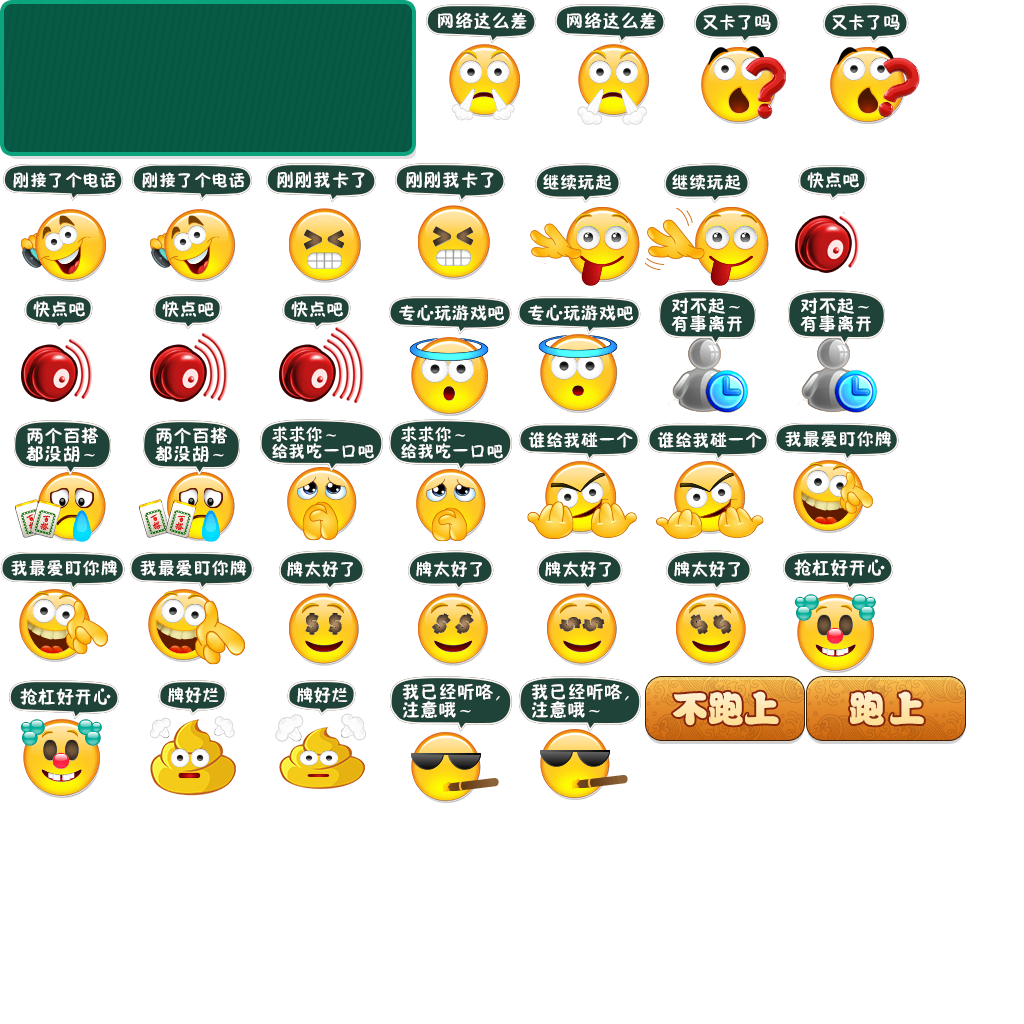 网络这么差
网络这么差
又卡了吗
又卡了吗
刚接了个电话
刚接了个电话
刚刚我卡了
刚刚我卡了
继续玩起
继续玩起
快点吧
快点吧
快点吧
快点吧
专心玩游戏吧
专心玩游戏吧
对不起~
有事离开
对不起~
有事离开
两个百搭
都没胡~
两个百搭
都没胡~
求求你~
给我吃一口吧
求求你~
给我吃一口吧
谁给我碰一个
谁给我碰一个
我最爱盯你牌
我最爱盯你牌
我最爱盯你牌
牌太好了
牌太好了
牌太好了
牌太好了
抢杠好开心
抢杠好开心
牌好烂
牌好烂
我已经听咯,
注意哦~
我已经听咯,
注意哦~
不跑上
跑上